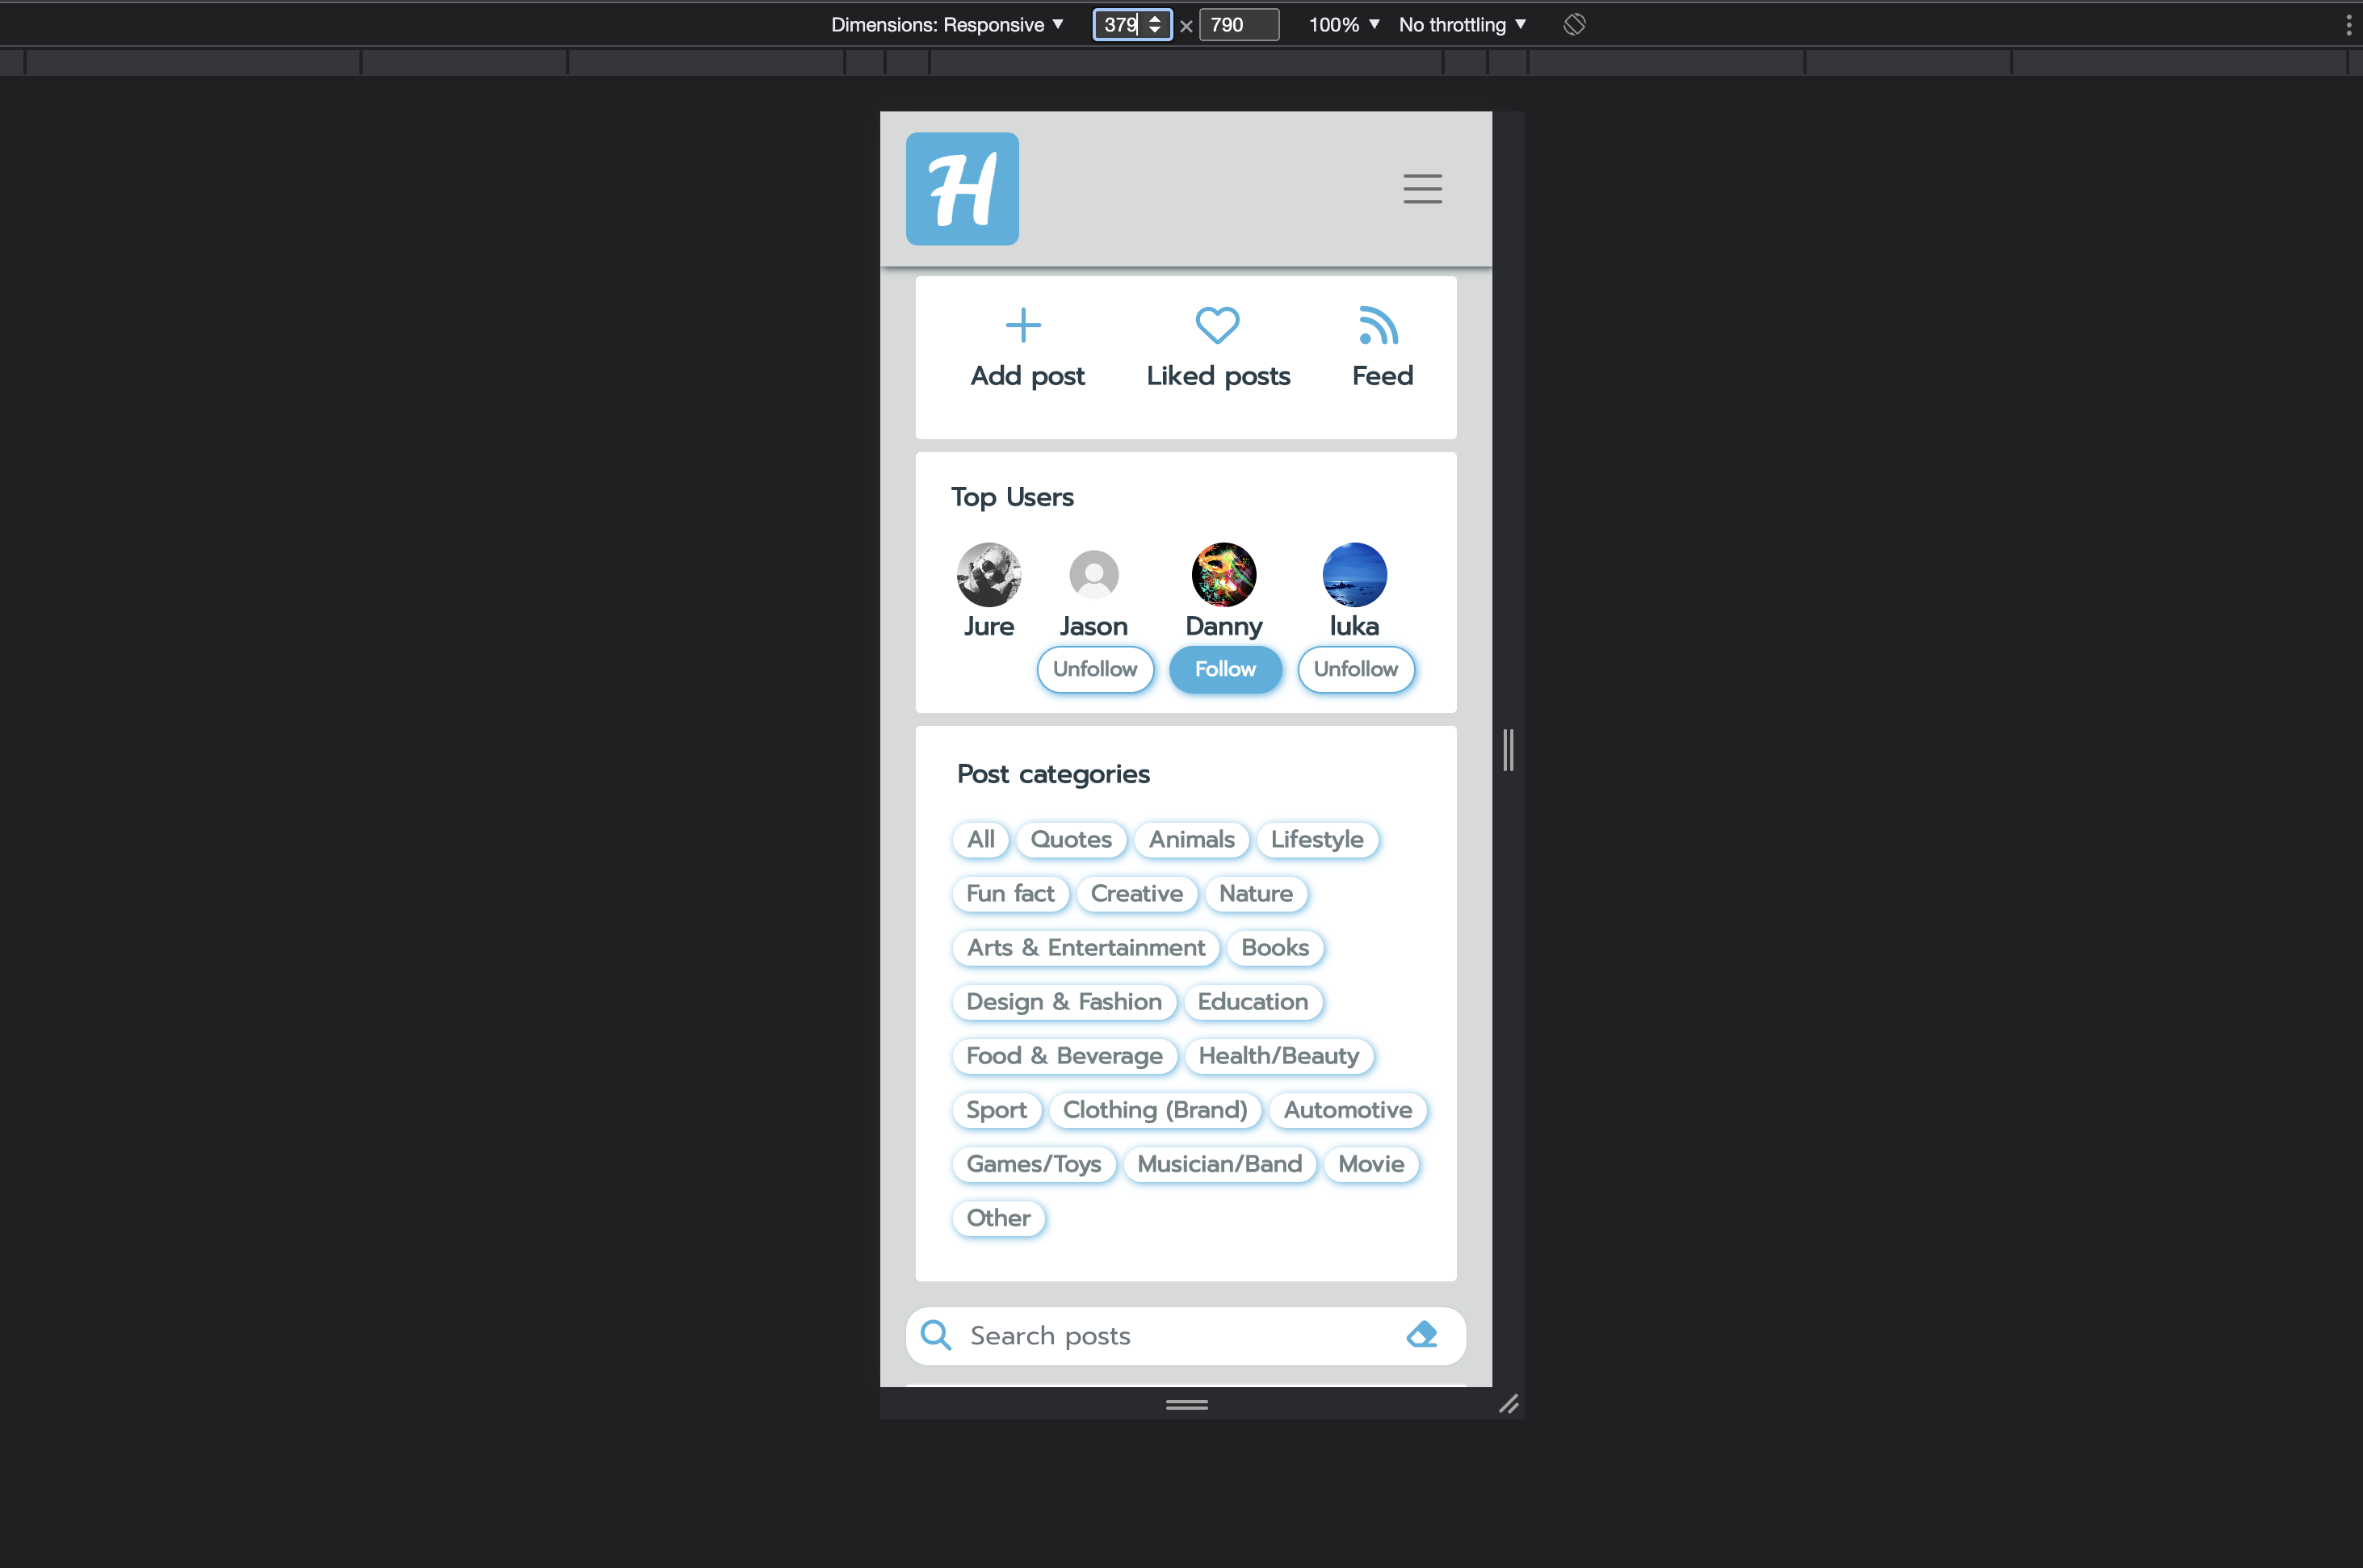 Dimensions: Responsive ▼ 379 × 790 100% ▼ No throttling ▼
H
Add post Liked posts Feed
Top Users
Jure Jason Danny luka
Unfollow Follow Unfollow
Post categories
All Quotes Animals Lifestyle
Fun fact Creative Nature
Arts & Entertainment Books
Design & Fashion Education
Food & Beverage Health/Beauty
Sport Clothing (Brand) Automotive
Games/Toys Musician/Band Movie
Other
Search posts